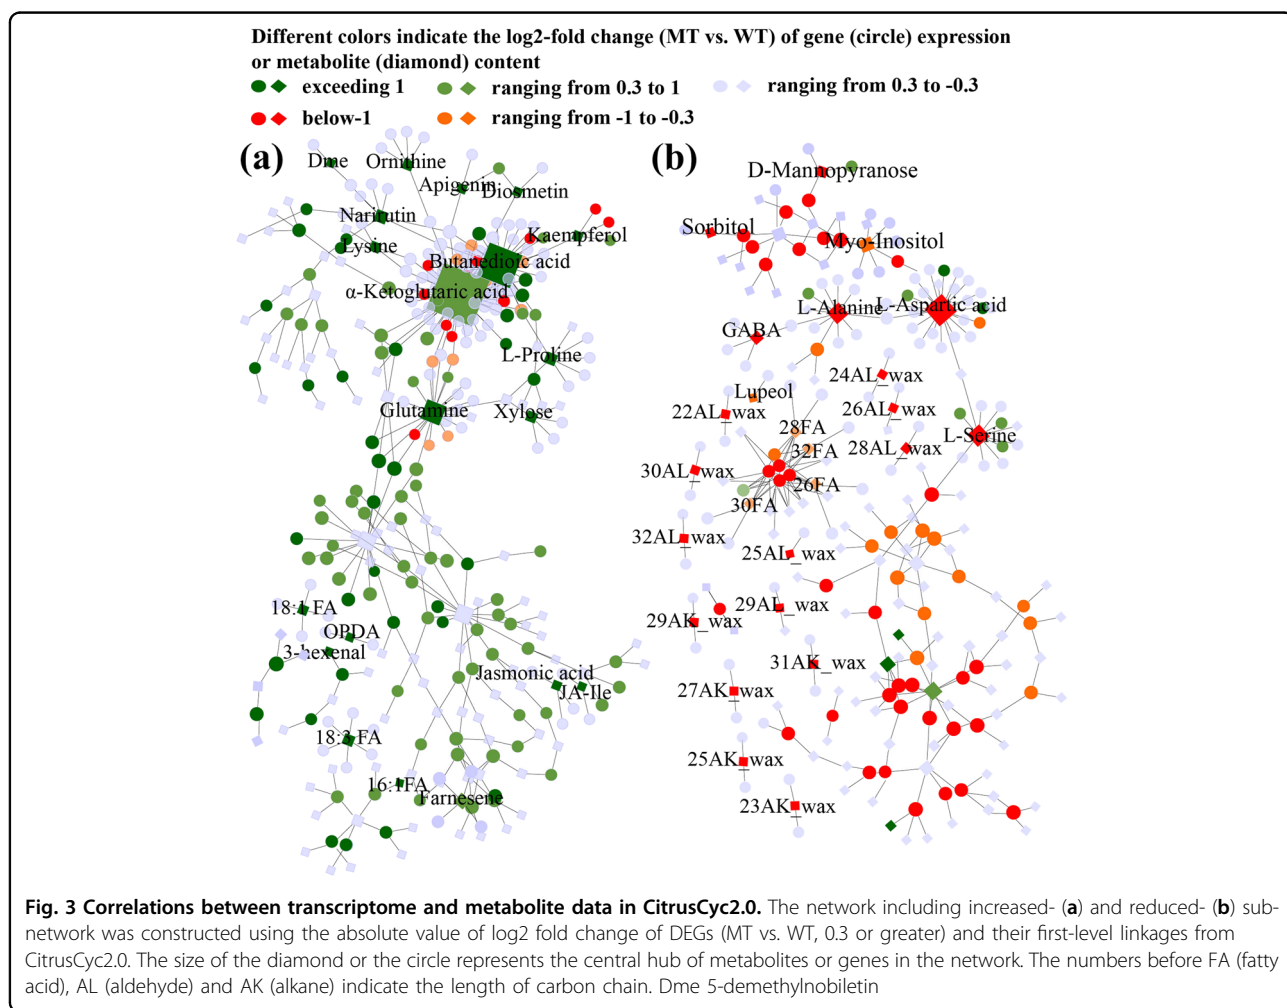 Different colors indicate the log2-fold change (MT vs. WT) of gene (circle) expression
or metabolite (diamond) content
exceeding 1
ranging from 0.3 to 1
ranging from 0.3 to -0.3
below-1
ranging from -1 to -0.3
(a)
Dme
Ornithine
Apigenin
Diosmetin
Narirutin
Lysine
Kaempferol
Butanedioic acid
α-Ketoglutaric acid
L-Proline
Glutamine
Xylose
18:1 FA
OPDA
3-hexenal
Jasmonic acid
JA-Ile
18:3 FA
16:1FA
Farnesene
(b)
D-Mannopyranose
Sorbitol
Myo-Inositol
L-Alanine
L-Aspartic acid
GABA
24AL_wax
Lupeol
22AL_wax
26AL_wax
28FA
L-Serine
28AL_wax
32FA
30AL_wax
26FA
30FA
32AL_wax
25AL_wax
29AL_wax
29AK_wax
31AK_wax
27AK_wax
25AK_wax
23AK_wax
Fig. 3 Correlations between transcriptome and metabolite data in CitrusCyc2.0. The network including increased- (a) and reduced- (b) sub-
network was constructed using the absolute value of log2 fold change of DEGs (MT vs. WT, 0.3 or greater) and their first-level linkages from
CitrusCyc2.0. The size of the diamond or the circle represents the central hub of metabolites or genes in the network. The numbers before FA (fatty
acid), AL (aldehyde) and AK (alkane) indicate the length of carbon chain. Dme 5-demethylnobiletin